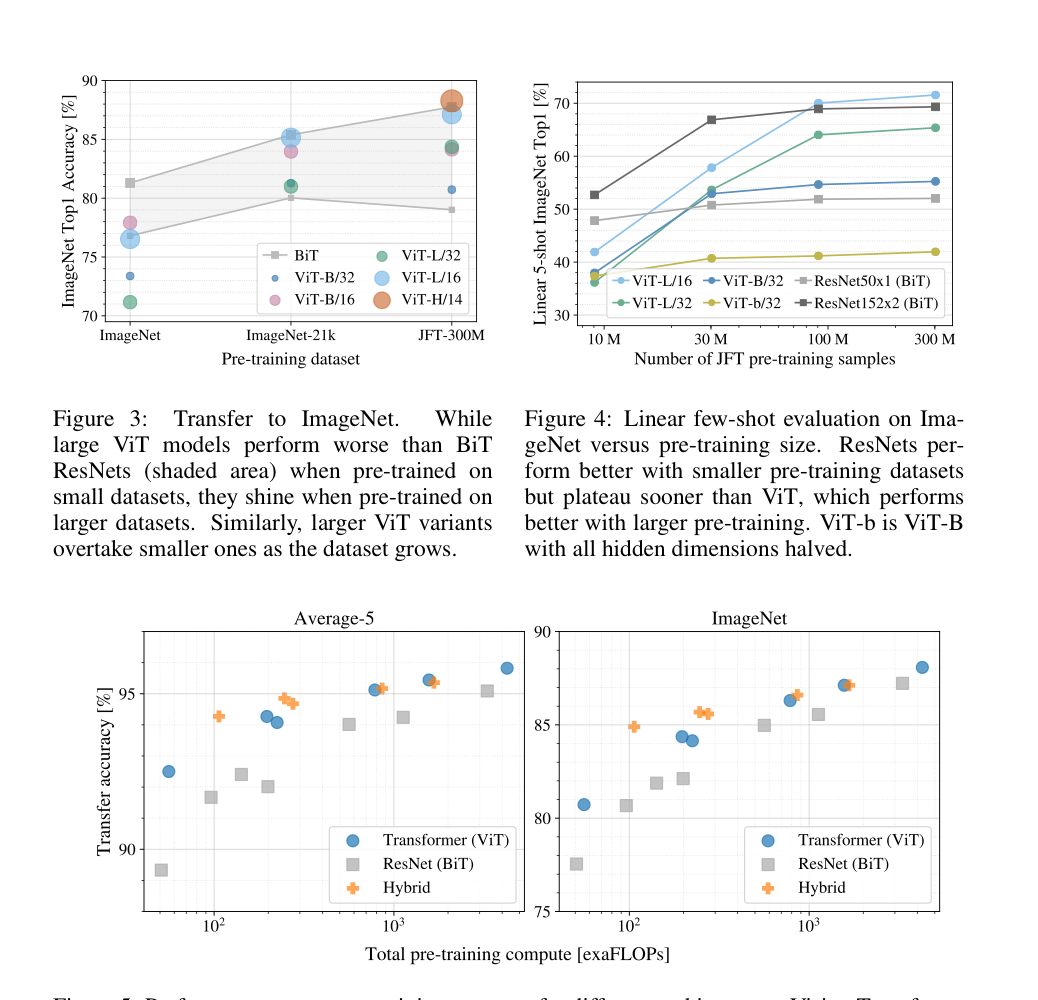 90
85
80
75
70
ImageNet Top1 Accuracy [%]
BiT
ViT-B/32
ViT-B/16
ViT-L/32
ViT-L/16
ViT-H/14
ImageNet
ImageNet-21k
JFT-300M
Pre-training dataset
70
60
50
40
30
Linear 5-shot ImageNet Top1 [%]
ViT-L/16
ViT-L/32
ViT-B/32
ViT-b/32
ResNet50x1 (BiT)
ResNet152x2 (BiT)
10 M
30 M
100 M
300 M
Number of JFT pre-training samples
Figure 3: Transfer to ImageNet. While
large ViT models perform worse than BiT
ResNets (shaded area) when pre-trained on
small datasets, they shine when pre-trained on
larger datasets. Similarly, larger ViT variants
overtake smaller ones as the dataset grows.
Figure 4: Linear few-shot evaluation on Ima-
geNet versus pre-training size. ResNets per-
form better with smaller pre-training datasets
but plateau sooner than ViT, which performs
better with larger pre-training. ViT-b is ViT-B
with all hidden dimensions halved.
Average-5
95
90
Transfer accuracy [%]
Transformer (ViT)
ResNet (BiT)
Hybrid
10²
10³
ImageNet
90
85
80
75
Transformer (ViT)
ResNet (BiT)
Hybrid
10²
10³
Total pre-training compute [exaFLOPs]